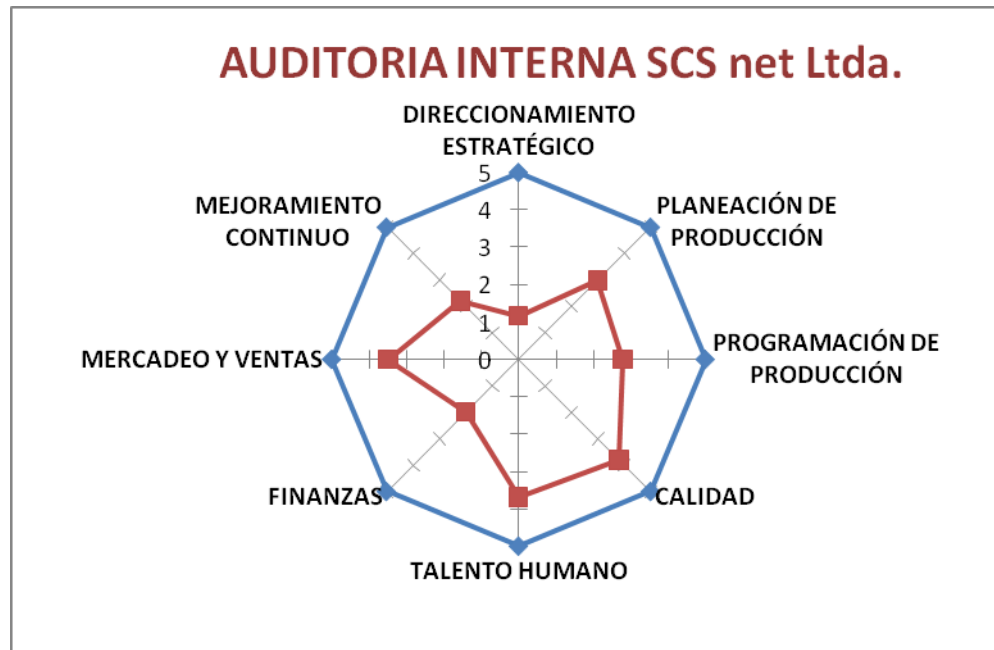 AUDITORIA INTERNA SCS net Ltda.
DIRECCIONAMIENTO
ESTRATÉGICO
PLANEACIÓN DE
PRODUCCIÓN
PROGRAMACIÓN DE
PRODUCCIÓN
CALIDAD
TALENTO HUMANO
FINANZAS
MERCADEO Y VENTAS
MEJORAMIENTO
CONTINUO
5
4
3
2
1
0